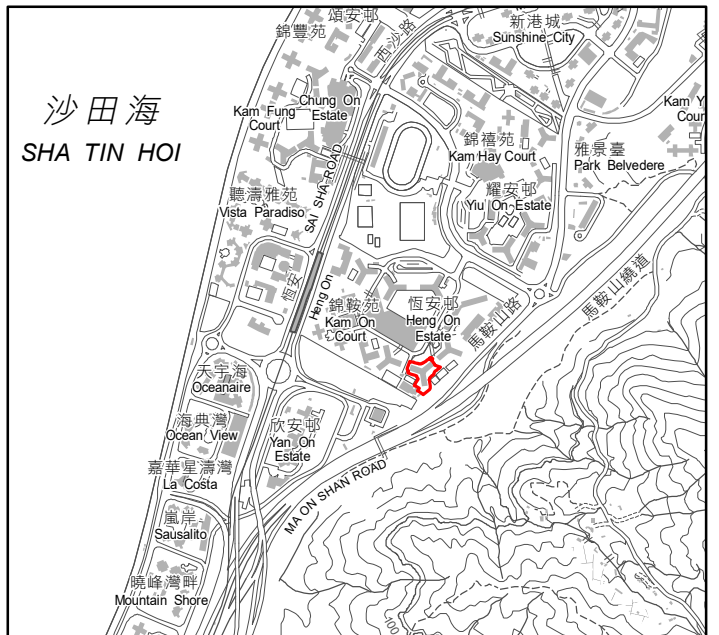 頌安邨
錦豐苑
西沙路
新港城
Sunshine City
沙田海
SHA TIN HOI
Chung On
Estate
Kam Fung
Court
SAI SHA ROAD
錦禧苑
Kam Hay Court
雅景臺
Park Belvedere
Kam Y
Cour
聽濤雅苑
Vista Paradiso
耀安邨
Yiu On Estate
恆安
Heng On
錦鞍苑
Kam On
Court
恆安邨
Heng On
Estate
馬鞍山路
馬鞍山繞道
天宇海
Oceanaire
海典灣
Ocean View
欣安邨
Yan On
Estate
嘉華星濤灣
La Costa
MA ON SHAN ROAD
嵐岸
Sausalito
曉峰灣畔
Mountain Shore
100